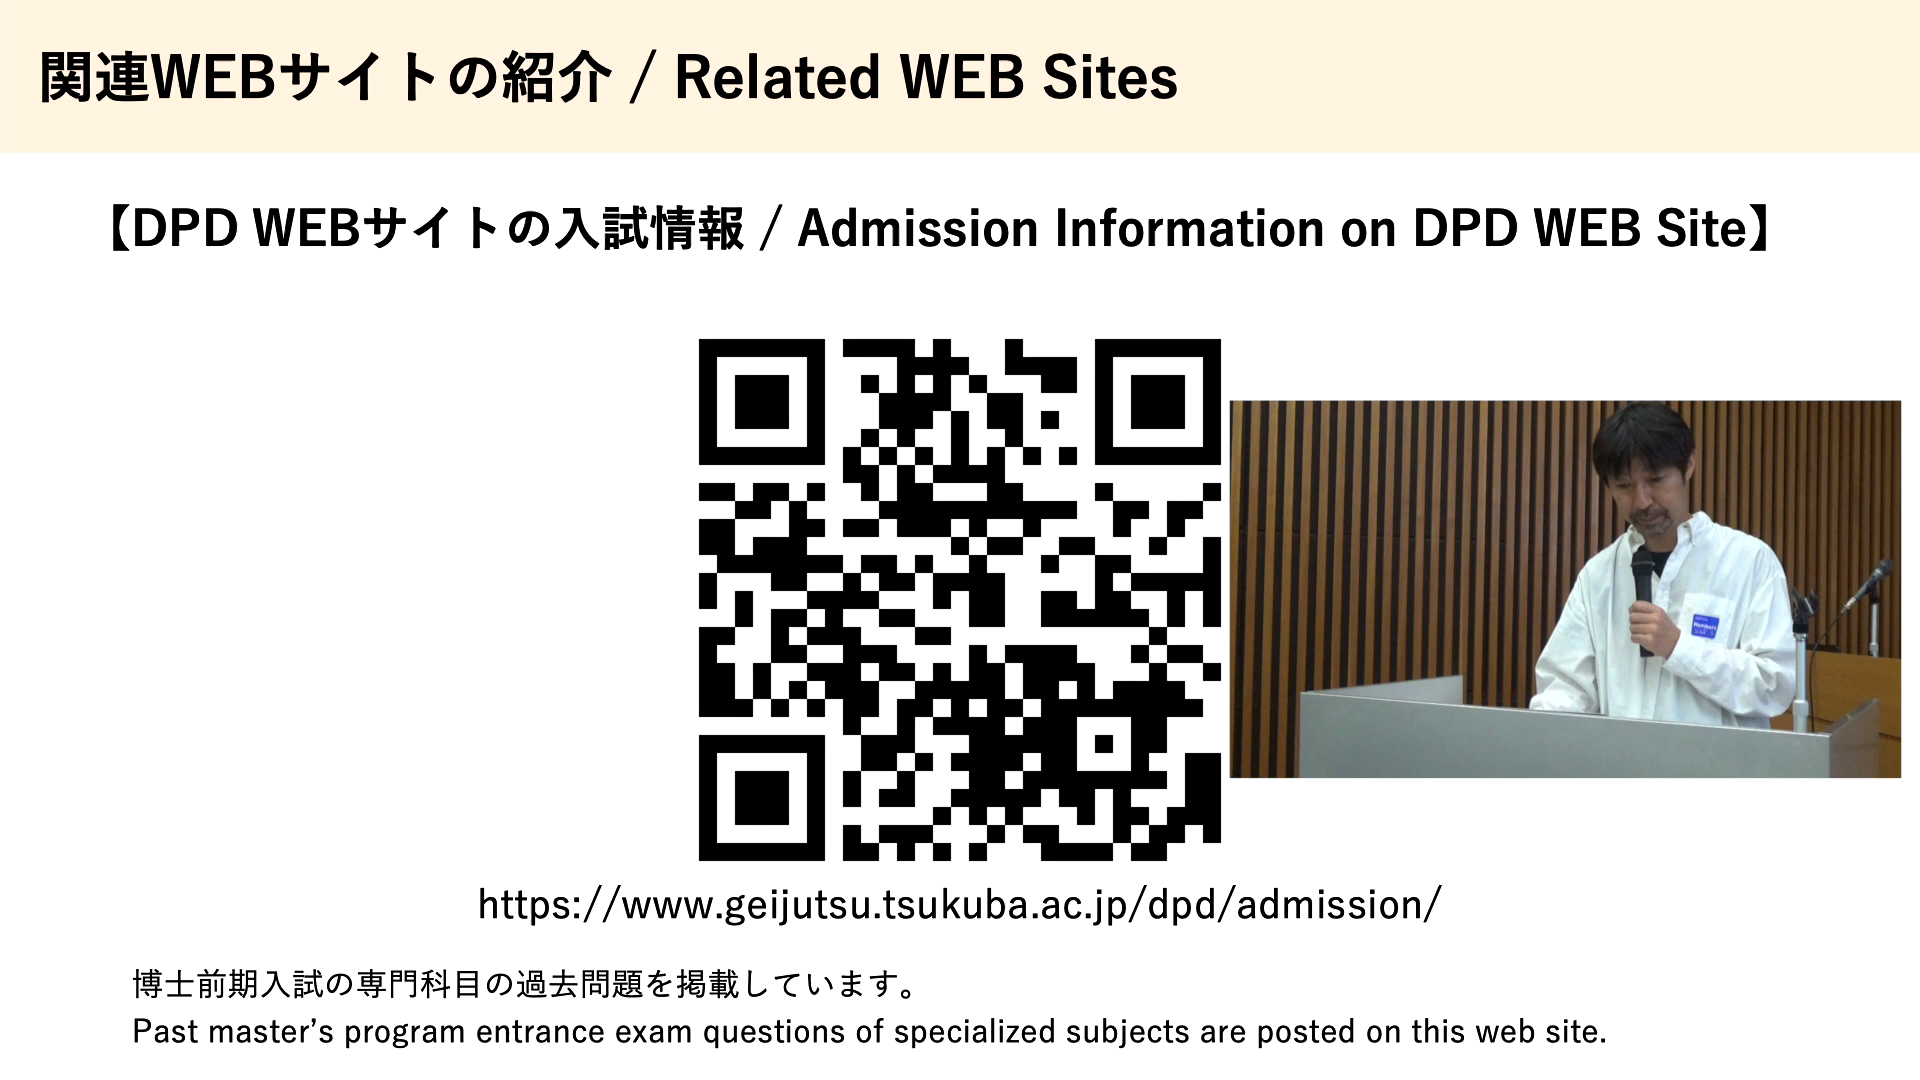 関連WEBサイトの紹介 / Related WEB Sites
【DPD WEBサイトの入試情報 / Admission Information on DPD WEB Site】
Members
https://www.geijutsu.tsukuba.ac.jp/dpd/admission/
博士前期入試の専門科目の過去問題を掲載しています。
Past master’s program entrance exam questions of specialized subjects are posted on this web site.